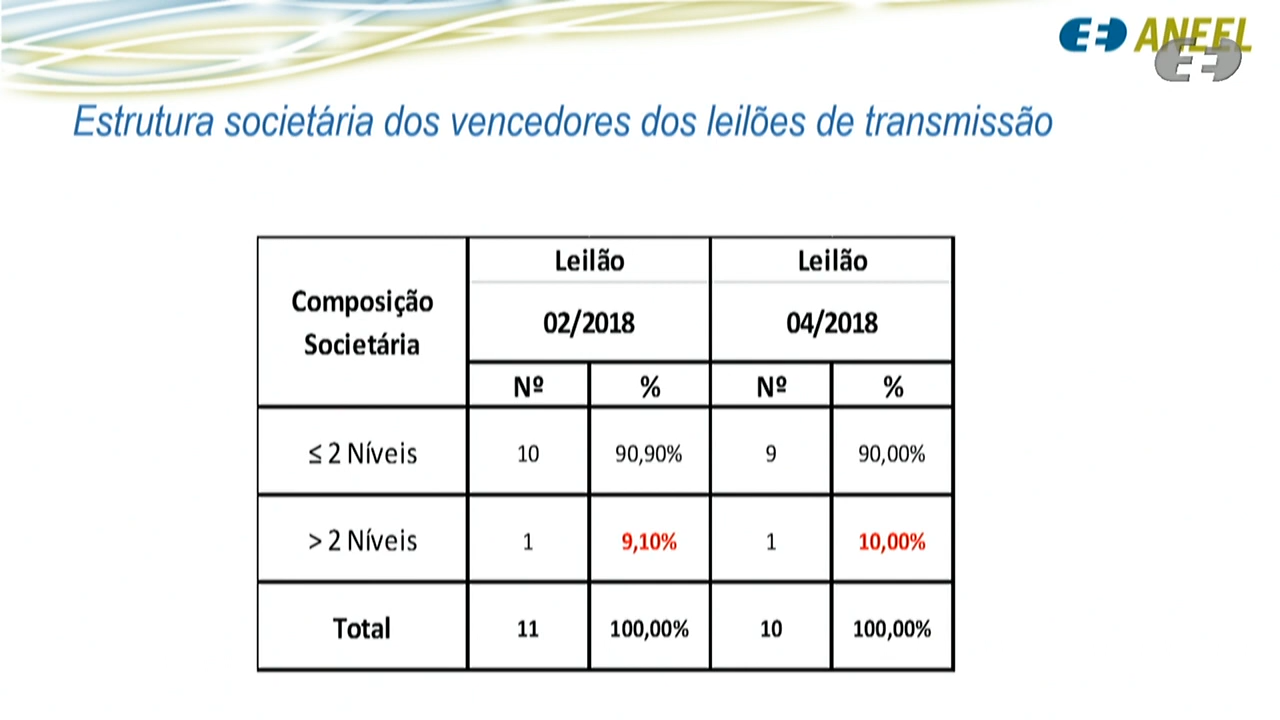 ANEEL
Estrutura societária dos vencedores dos leilões de transmissão
Composição Societária
Leilão
02/2018
Leilão
04/2018
Nº % Nº %
≤ 2 Níveis 10 90,90% 9 90,00%
> 2 Níveis 1 9,10% 1 10,00%
Total 11 100,00% 10 100,00%